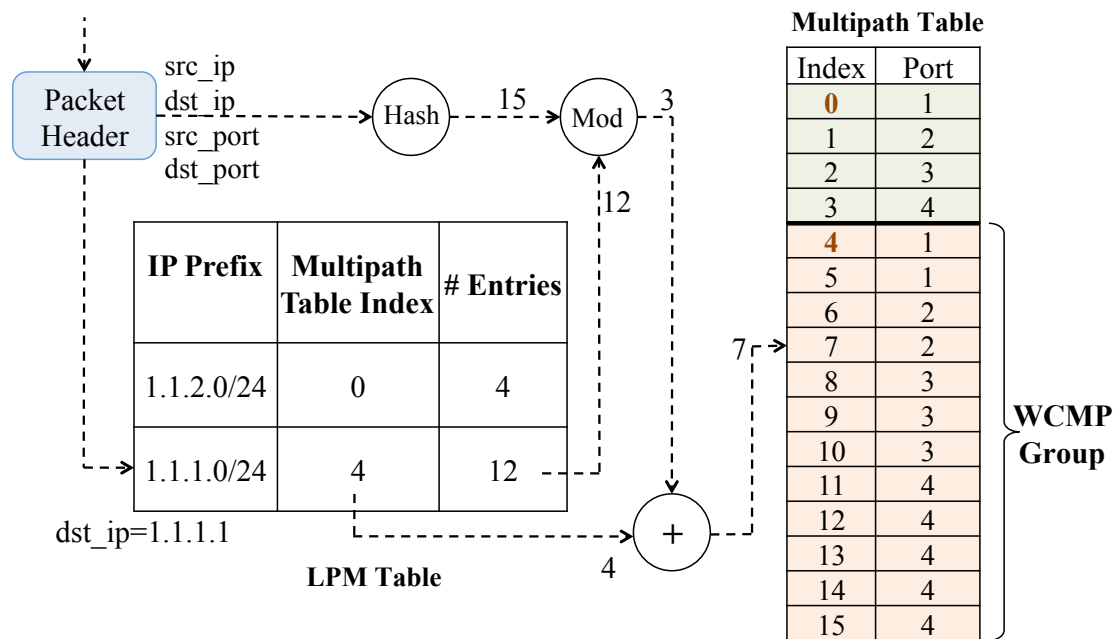 Multipath Table
Index Port
0 1
1 2
2 3
3 4
4 1
5 1
6 2
7 2
8 3
9 3
10 3
11 4
12 4
13 4
14 4
15 4
WCMP
Group
Packet
Header
src_ip
dst_ip
src_port
dst_port
Hash
15
Mod
3
12
IP Prefix
Multipath
Table Index
# Entries
1.1.2.0/24 0 4
1.1.1.0/24 4 12
dst_ip=1.1.1.1
LPM Table
4
+
7